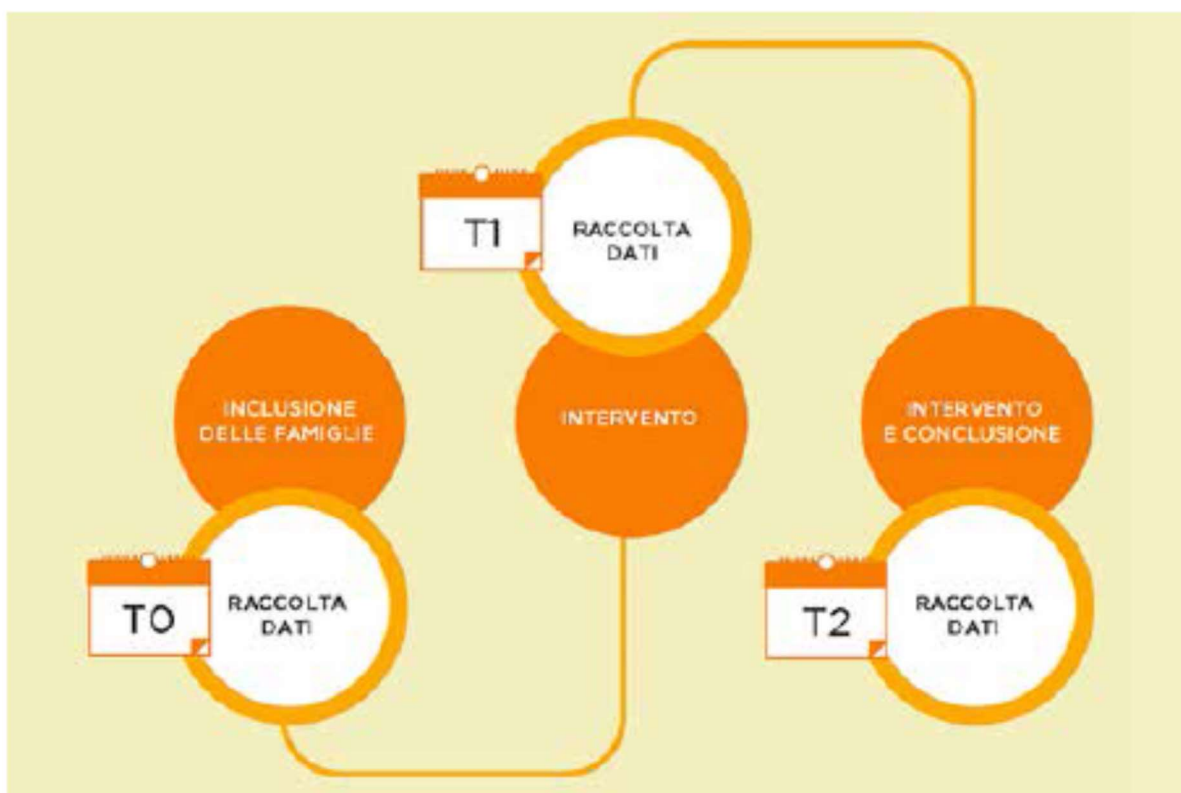 INCLUSIONE
DELLE FAMIGLIE
T0
RACCOLTA
DATI
T1
RACCOLTA
DATI
INTERVENTO
INTERVENTO
E CONCLUSIONE
T2
RACCOLTA
DATI